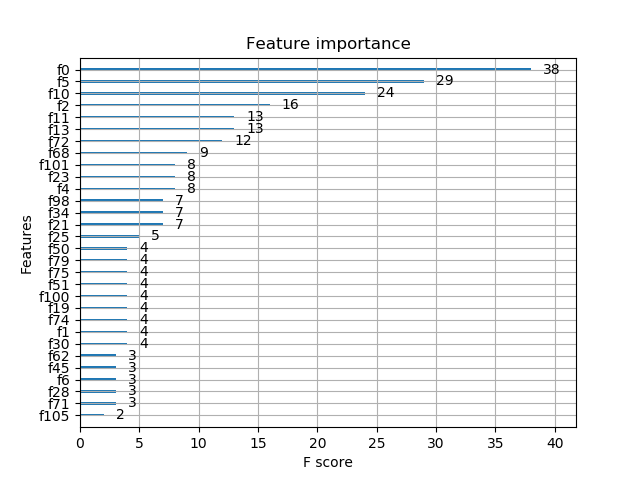 Feature importance
Features
f0 38
f5 29
f10 24
f2 16
f11 13
f13 13
f72 12
f68 9
f101 8
f23 8
f4 8
f98 7
f34 7
f21 7
f25 5
f50 4
f79 4
f75 4
f51 4
f100 4
f19 4
f74 4
f1 4
f30 4
f62 3
f45 3
f6 3
f28 3
f71 3
f105 2
0 5 10 15 20 25 30 35 40
F score